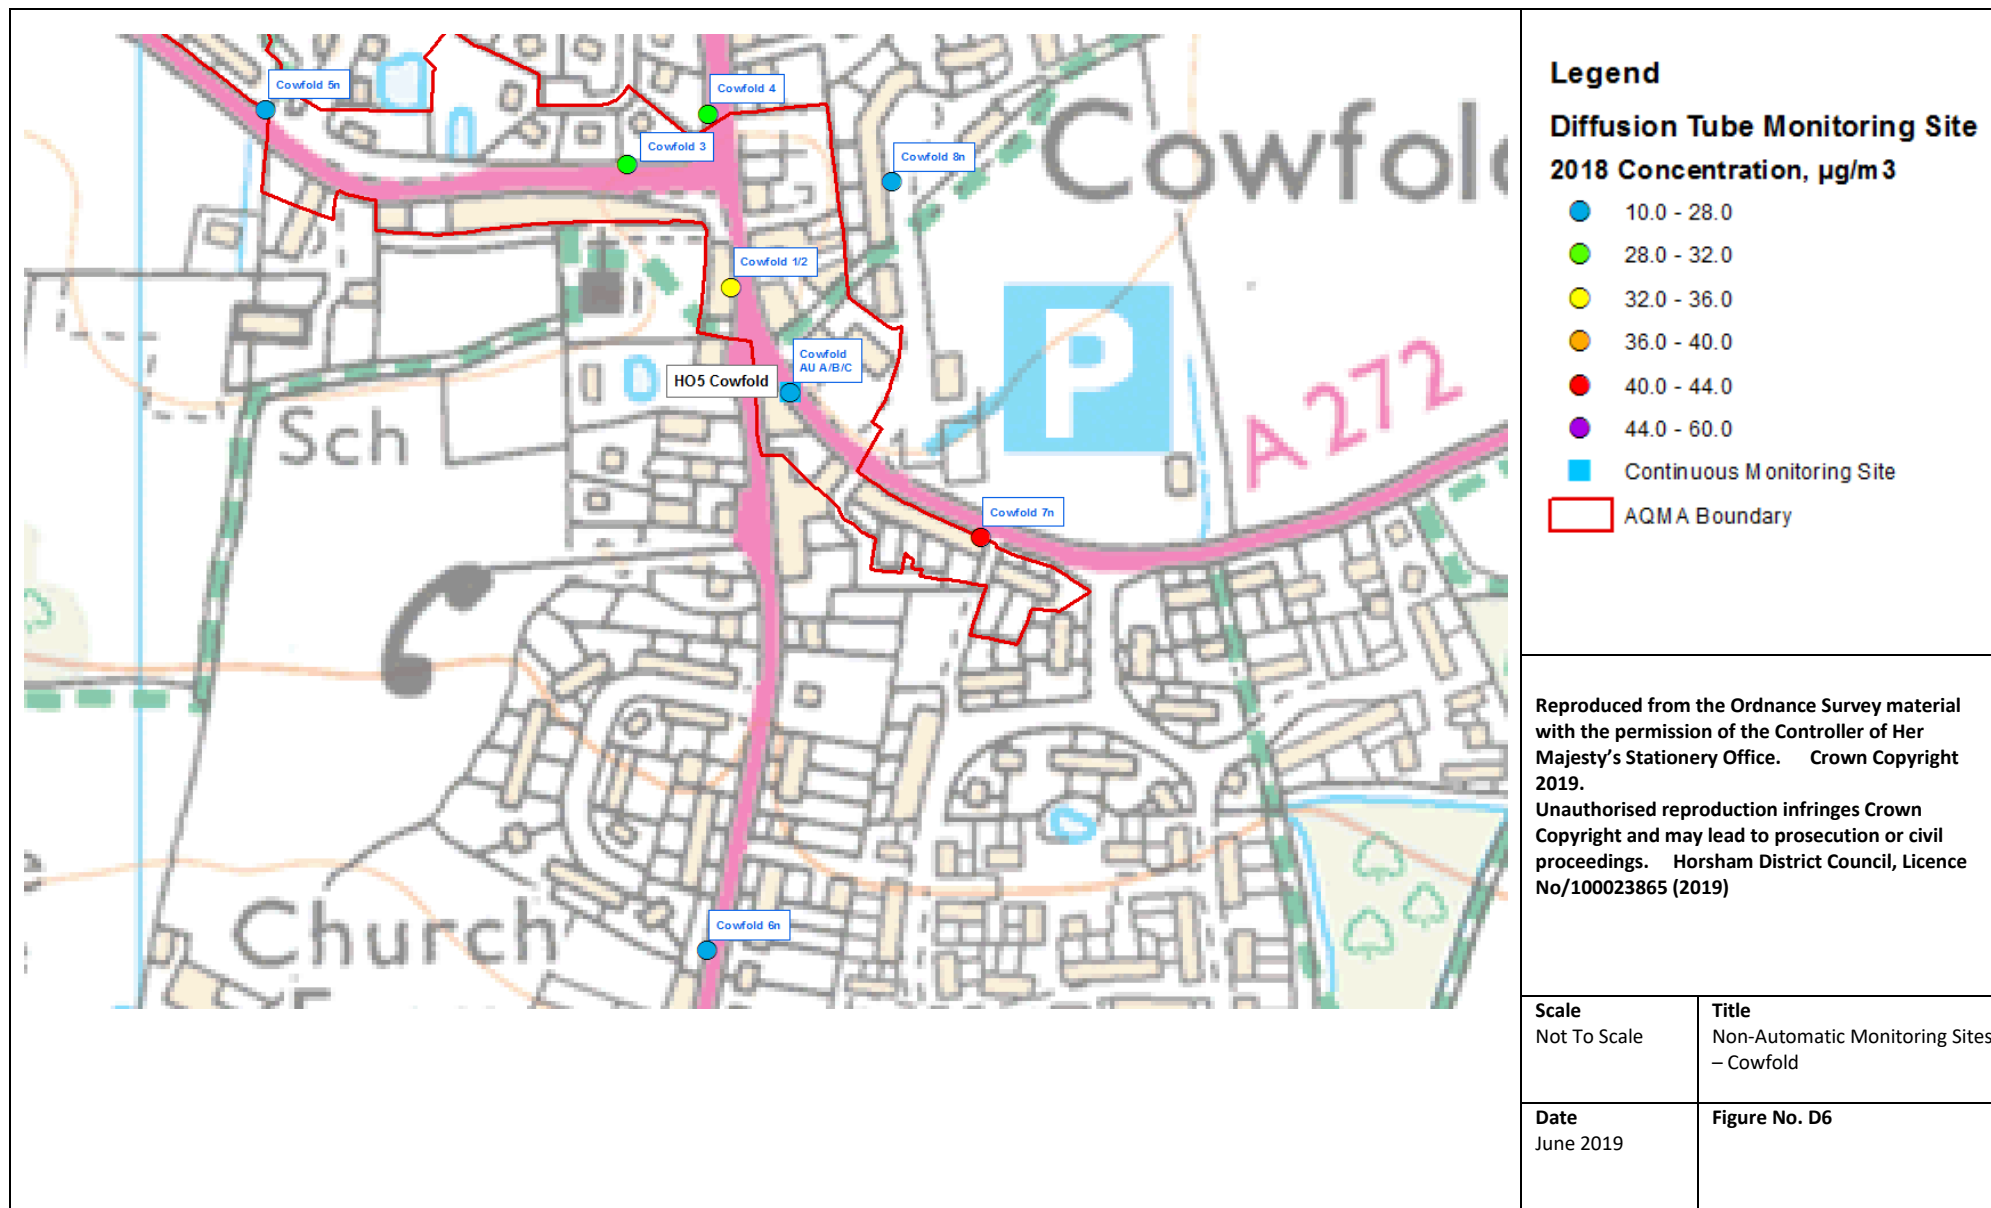 Cowfold 5n
Cowfold 4
Cowfold 3
Cowfold 8n
Cowfold
Cowfold 1/2
Cowfold
AU A/B/C
HO5 Cowfold
P
A 272
Sch
Cowfold 7n
Church
Cowfold 6n
Legend
Diffusion Tube Monitoring Site
2018 Concentration, µg/m3
10.0 - 28.0
28.0 - 32.0
32.0 - 36.0
36.0 - 40.0
40.0 - 44.0
44.0 - 60.0
Continuous Monitoring Site
AQMA Boundary
Reproduced from the Ordnance Survey material
with the permission of the Controller of Her
Majesty’s Stationery Office. Crown Copyright
2019.
Unauthorised reproduction infringes Crown
Copyright and may lead to prosecution or civil
proceedings. Horsham District Council, Licence
No/100023865 (2019)
Scale
Not To Scale
Title
Non-Automatic Monitoring Sites
– Cowfold
Date
June 2019
Figure No. D6